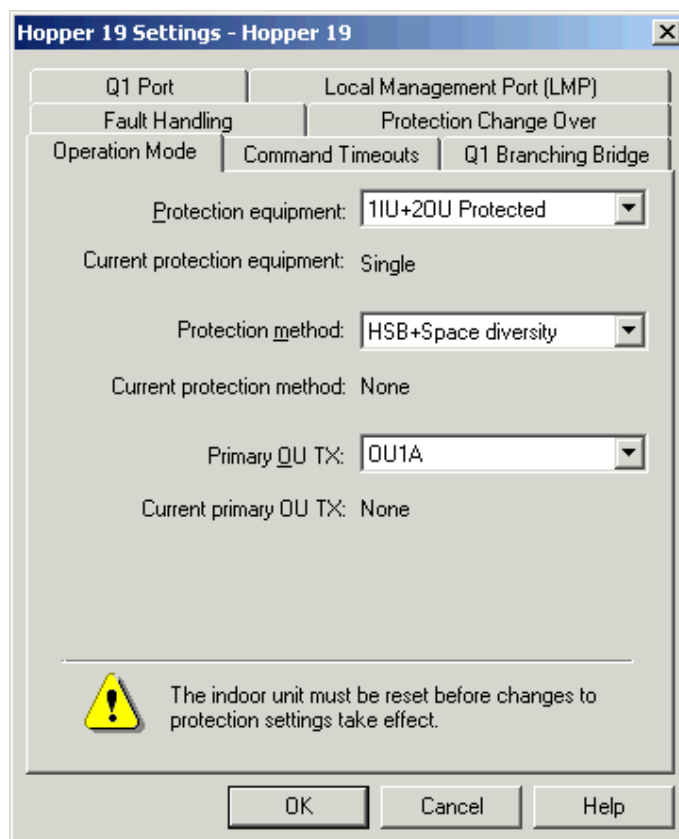 Hopper 19 Settings - Hopper 19
Q1 Port
Local Management Port (LMP)
Fault Handling
Protection Change Over
Operation Mode
Command Timeouts
Q1 Branching Bridge
Protection equipment: 1IU+2OU Protected
Current protection equipment: Single
Protection method: HSB+Space diversity
Current protection method: None
Primary OU TX: OU1A
Current primary OU TX: None
The indoor unit must be reset before changes to
protection settings take effect.
OK
Cancel
Help